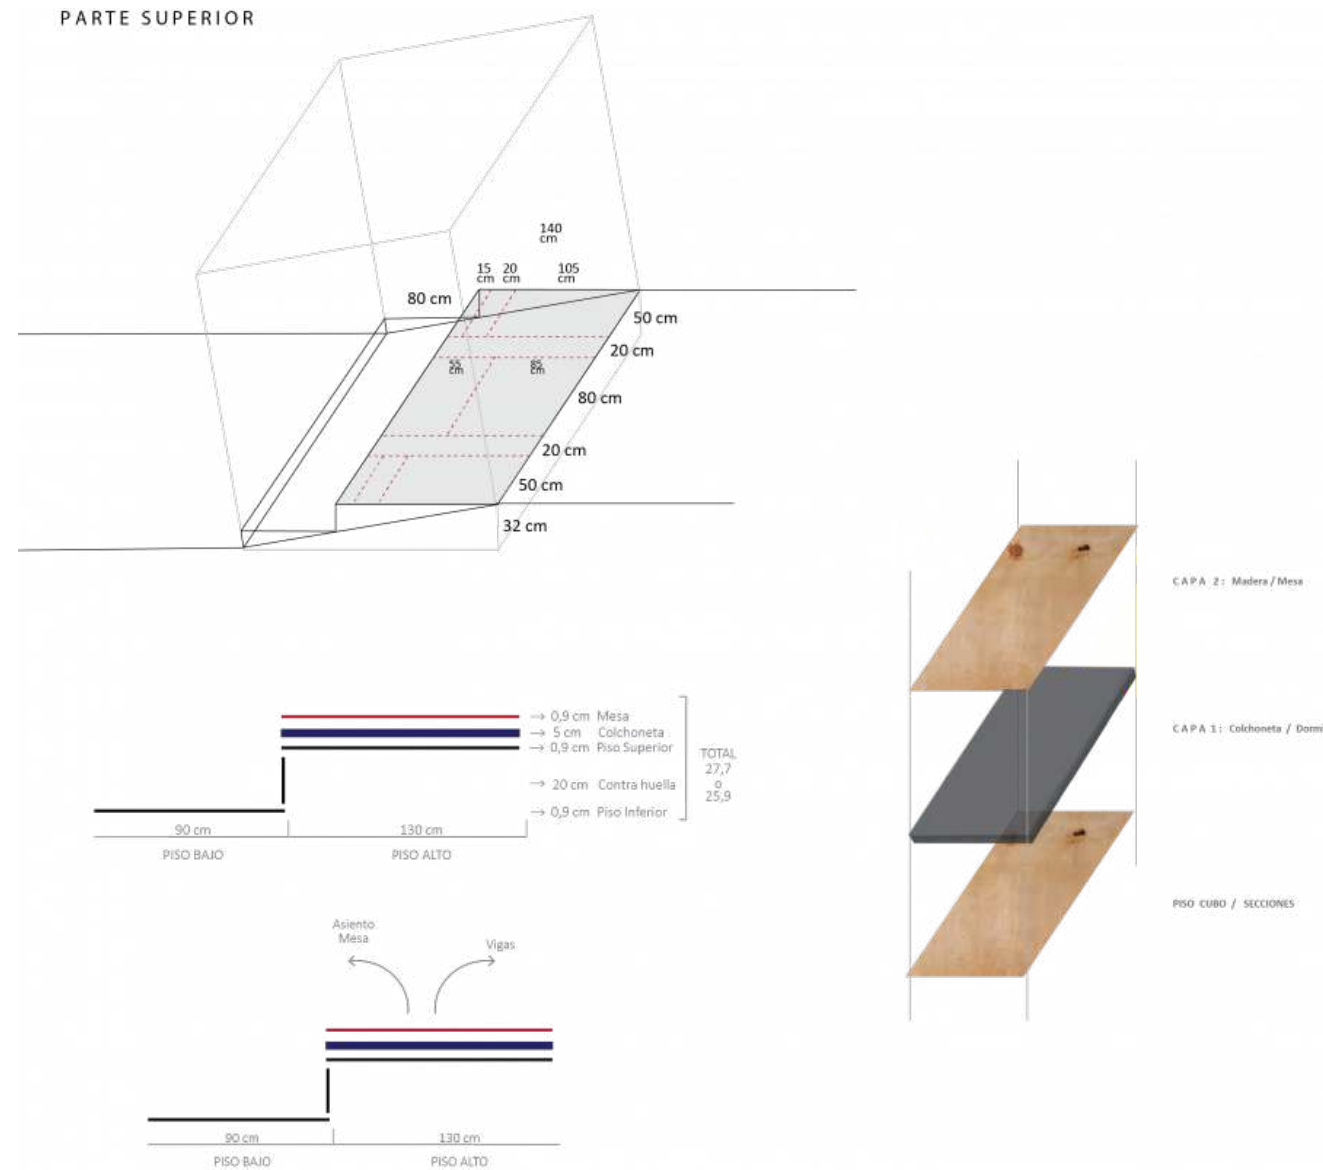 PARTE SUPERIOR
140
cm
15
cm
20
cm
105
cm
80 cm
50 cm
20 cm
55
cm
85
cm
80 cm
20 cm
50 cm
32 cm
CAPA 2: Madera / Mesa
→ 0,9 cm Mesa
→ 5 cm Colchoneta
→ 0,9 cm Piso Superior
→ 20 cm Contra huella
→ 0,9 cm Piso Inferior
TOTAL
27,7
o
25,9
90 cm
130 cm
PISO BAJO
PISO ALTO
CAPA 1: Colchoneta / Dormi
PISO CUBO / SECCIONES
Asiento
Mesa
Vigas
90 cm
130 cm
PISO BAJO
PISO ALTO